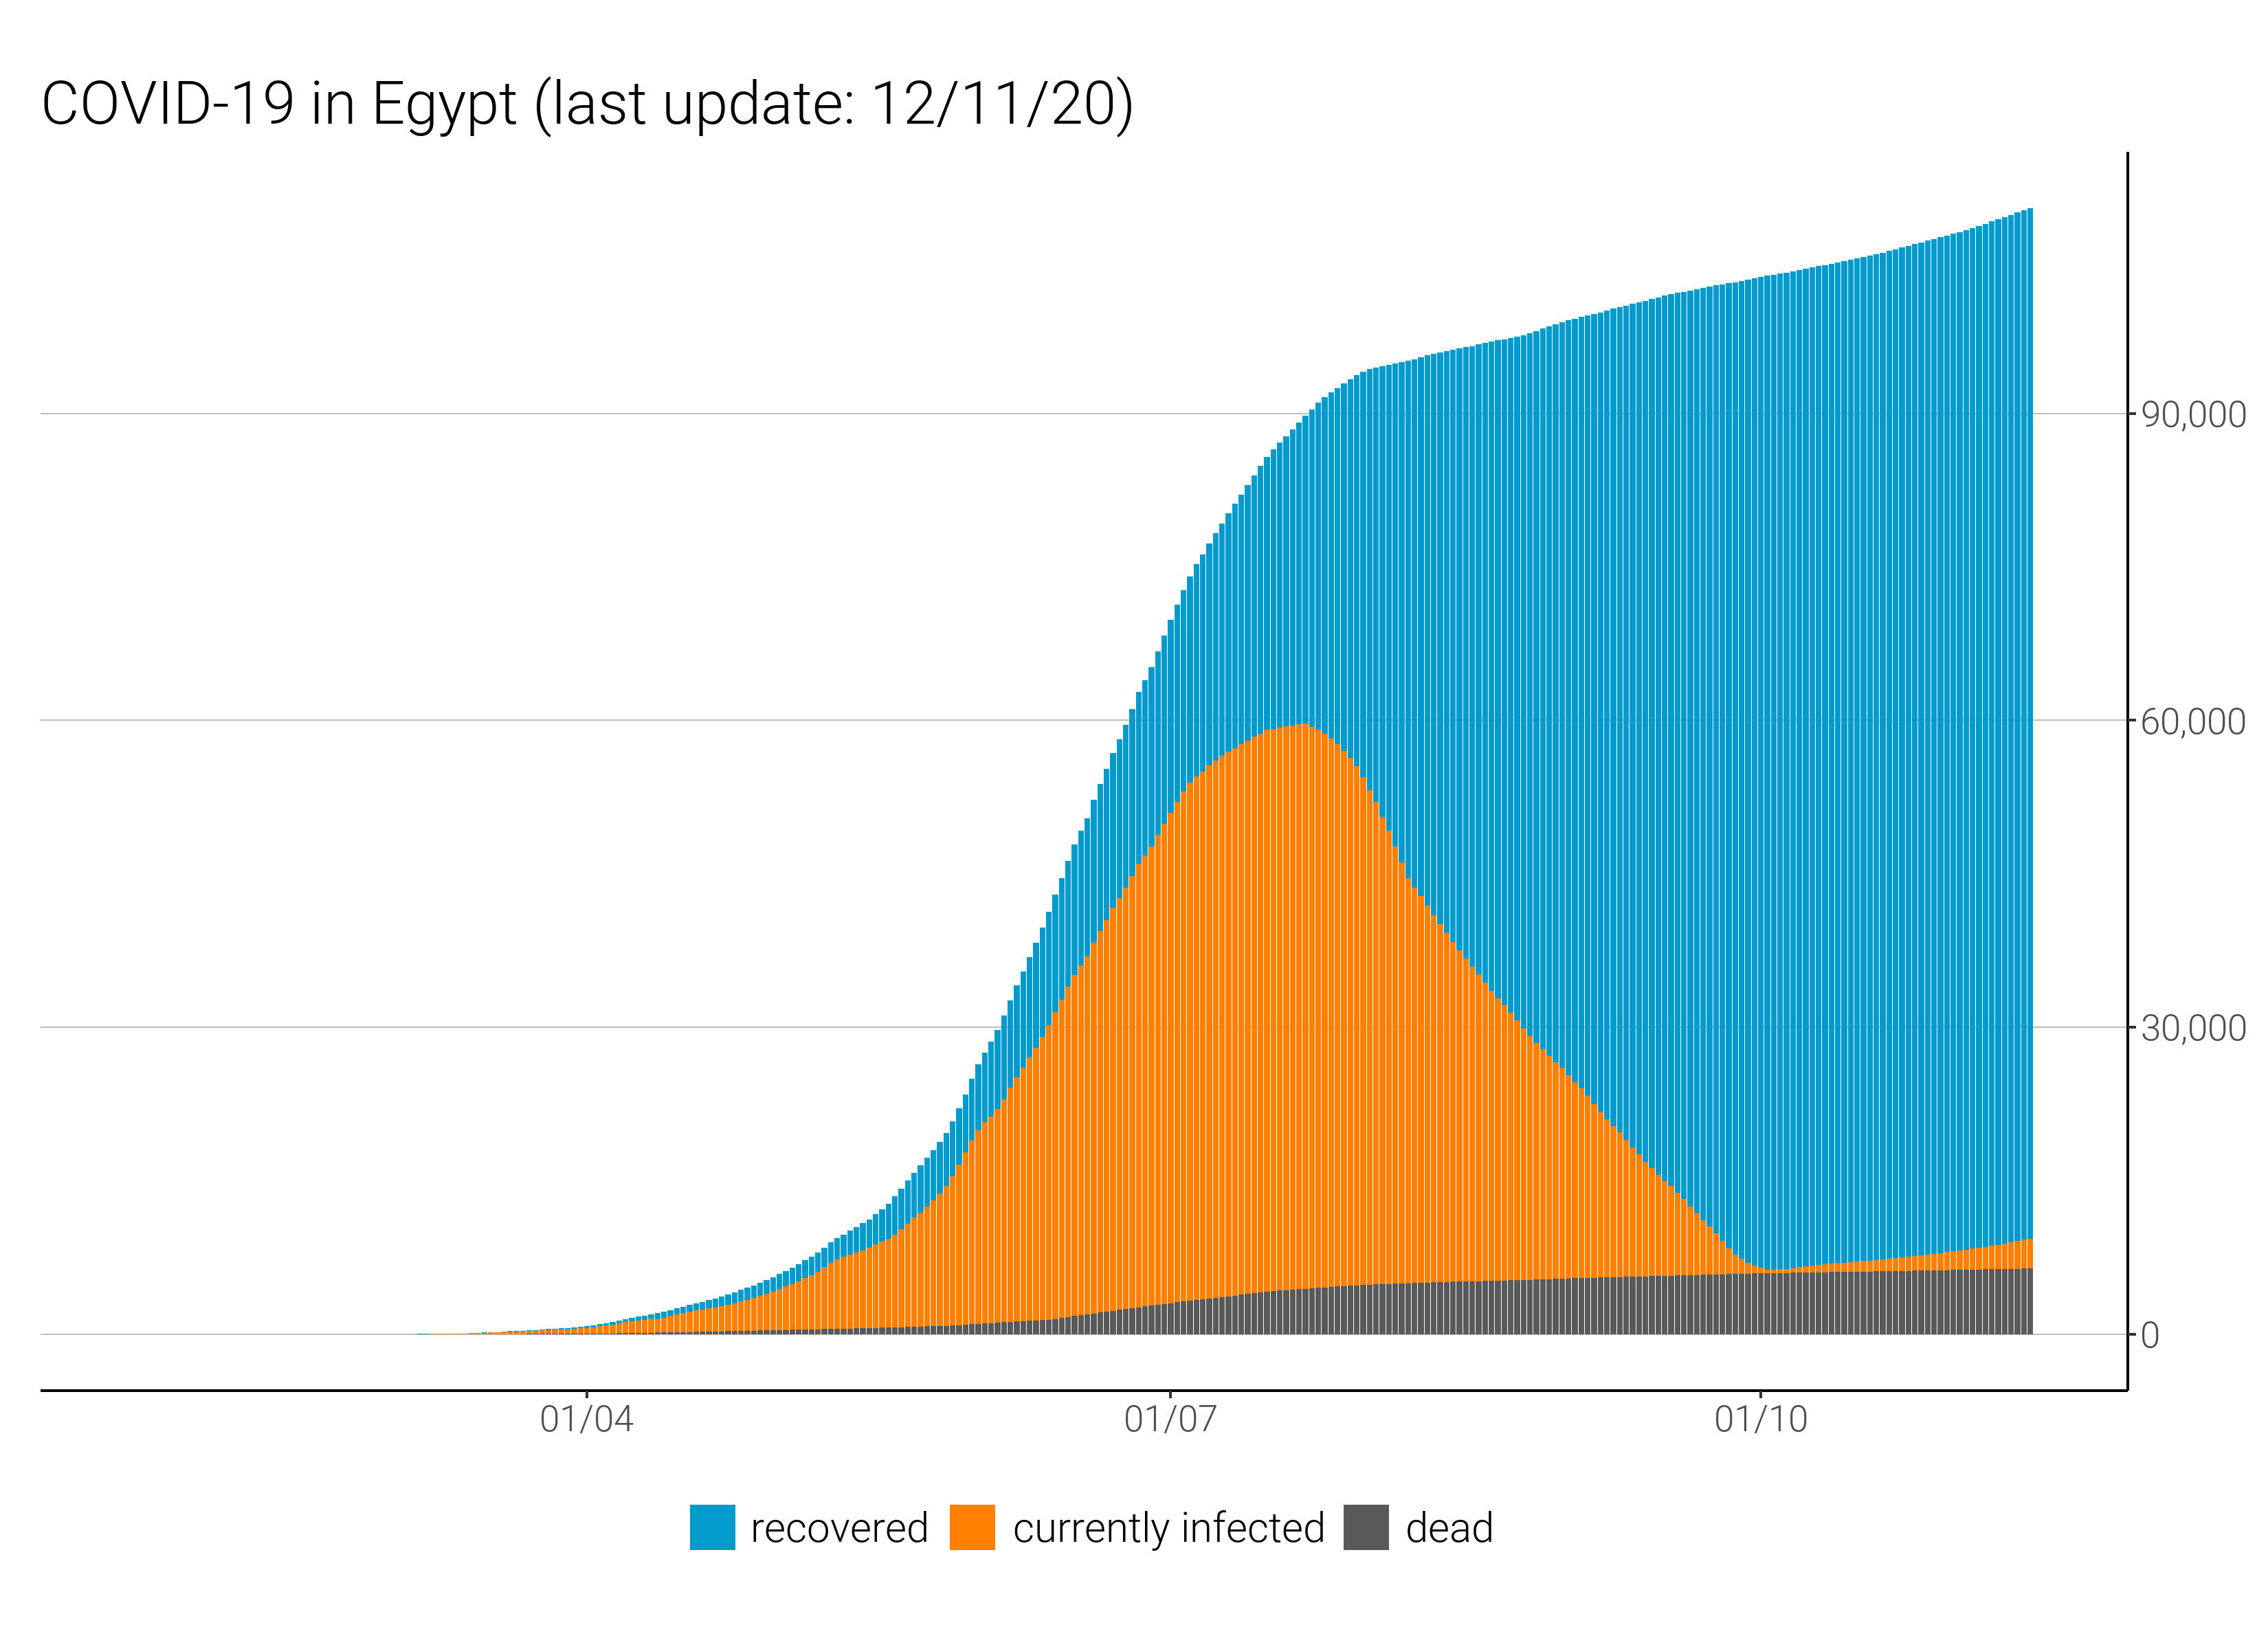 COVID-19 in Egypt (last update: 12/11/20)
90,000
60,000
30,000
0
01/04 01/07 01/10
recovered currently infected dead